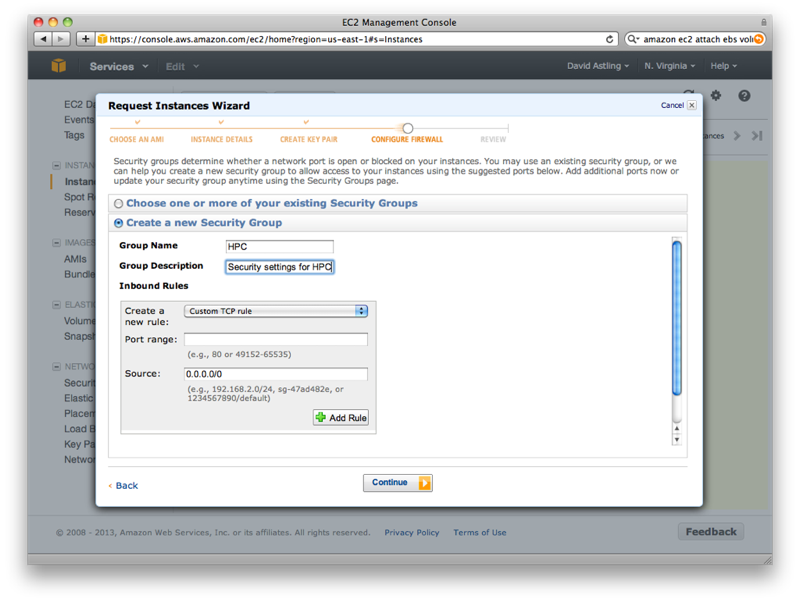 EC2 Management Console
https://console.aws.amazon.com/ec2/home?region=us-east-1#s=Instances
amazon ec2 attach ebs volu
Services
Edit
David Astling
N. Virginia
Help
EC2 Da
Events
Tags
INSTAN
Instan
Spot R
Reserv
IMAGES
AMIs
Bundle
ELASTI
Volume
Snapsh
NETWO
Securit
Elastic
Placem
Load B
Key Pa
Networ
ances
Request Instances Wizard
Cancel
CHOOSE AN AMI
INSTANCE DETAILS
CREATE KEY PAIR
CONFIGURE FIREWALL
REVIEW
Security groups determine whether a network port is open or blocked on your instances. You may use an existing security group, or we
can help you create a new security group to allow access to your instances using the suggested ports below. Add additional ports now or
update your security group anytime using the Security Groups page.
Choose one or more of your existing Security Groups
Create a new Security Group
Group Name
HPC
Group Description
Security settings for HPC
Inbound Rules
Create a
new rule:
Custom TCP rule
Port range:
(e.g., 80 or 49152-65535)
Source:
0.0.0.0/0
(e.g., 192.168.2.0/24, sg-47ad482e, or
1234567890/default)
Add Rule
< Back
Continue
© 2008 - 2013, Amazon Web Services, Inc. or its affiliates. All rights reserved.
Privacy Policy
Terms of Use
Feedback